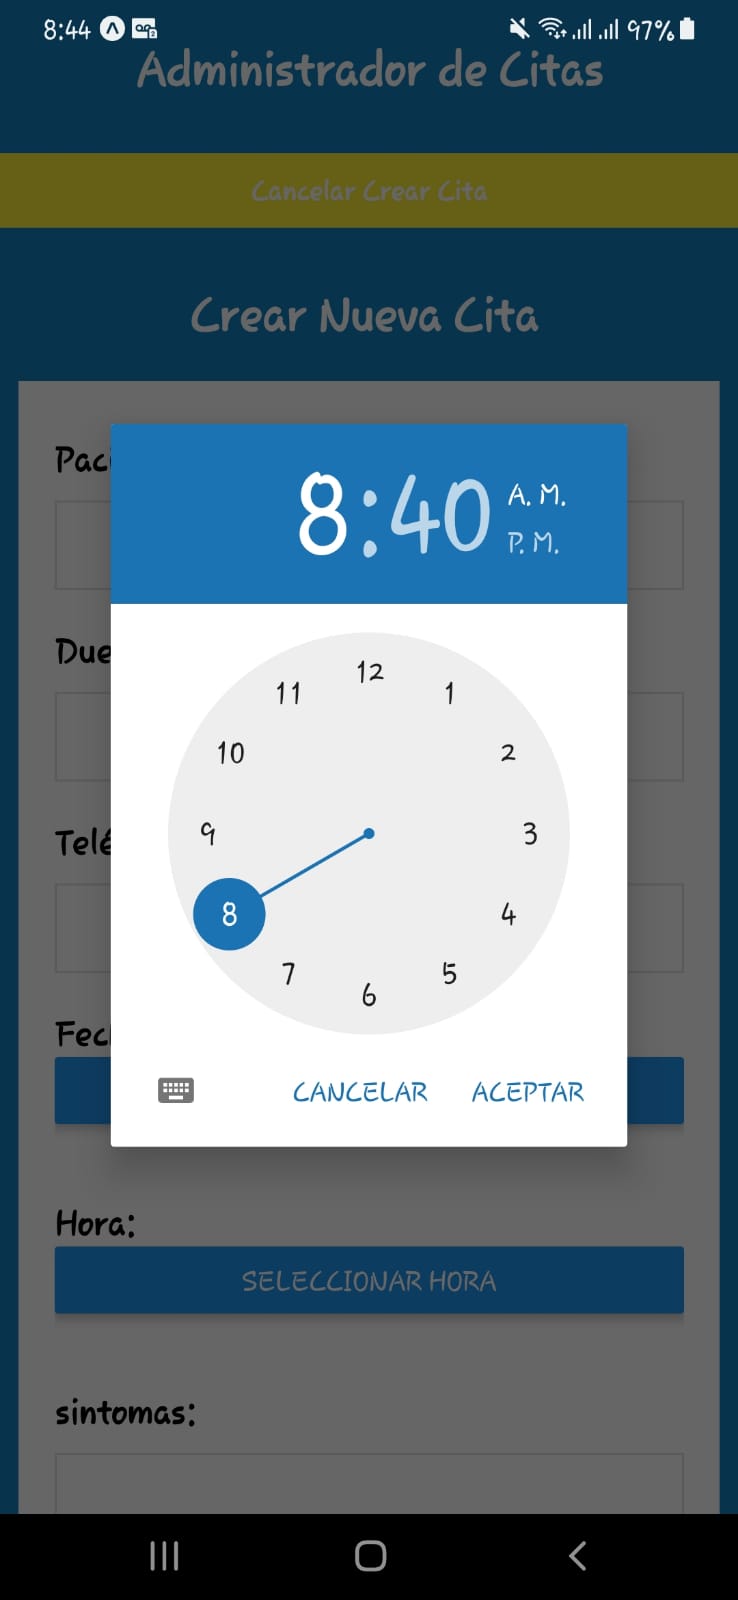 8:44 97%
Administrador de Citas
Cancelar Crear Cita
Crear Nueva Cita
Paci
8:40 A. M.
P. M.
Due
12
11 1
10 2
Telé
9 3
8 4
7 5
6
Fec
CANCELAR ACEPTAR
Hora:
SELECCIONAR HORA
sintomas: